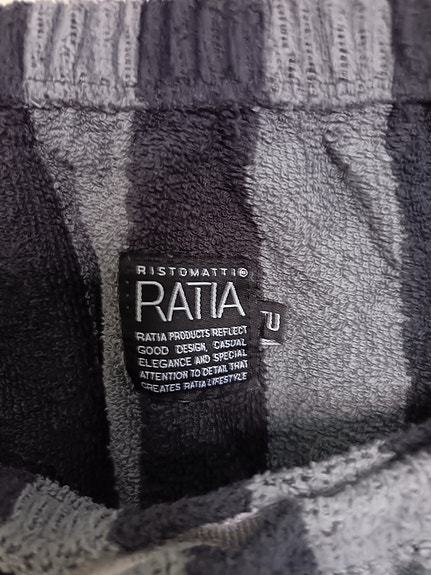 RISTOMATTI®
RATIA
RATIA PRODUCTS REFLECT
GOOD DESIGN, CASUAL
ELEGANCE AND SPECIAL
ATTENTION TO DETAIL THAT
CREATES RATIA LIFESTYLE